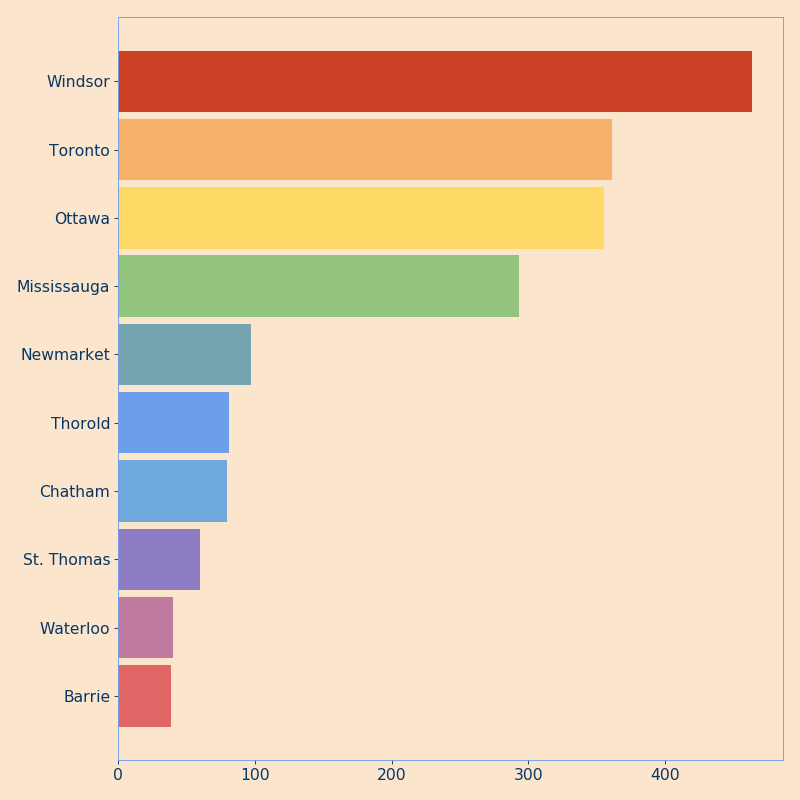 Windsor
Toronto
Ottawa
Mississauga
Newmarket
Thorold
Chatham
St. Thomas
Waterloo
Barrie
0 100 200 300 400